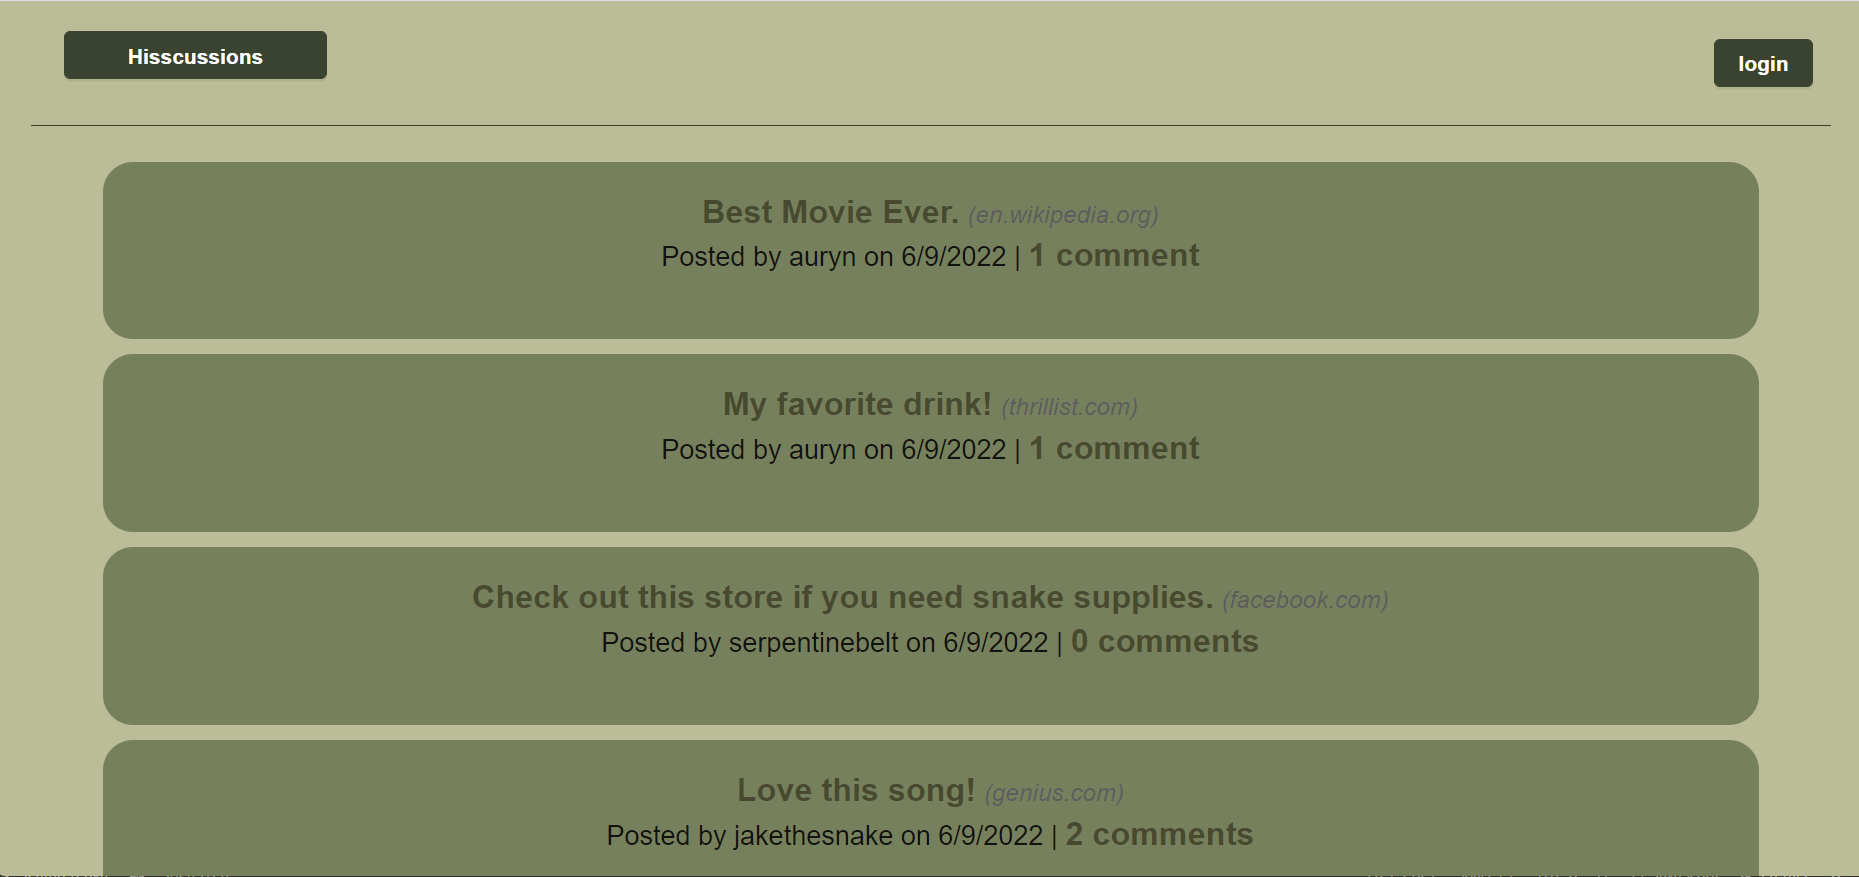 Hisscussions
login
Best Movie Ever. (en.wikipedia.org)
Posted by auryn on 6/9/2022 | 1 comment
My favorite drink! (thrillist.com)
Posted by auryn on 6/9/2022 | 1 comment
Check out this store if you need snake supplies. (facebook.com)
Posted by serpentinebelt on 6/9/2022 | 0 comments
Love this song! (genius.com)
Posted by jakethesnake on 6/9/2022 | 2 comments